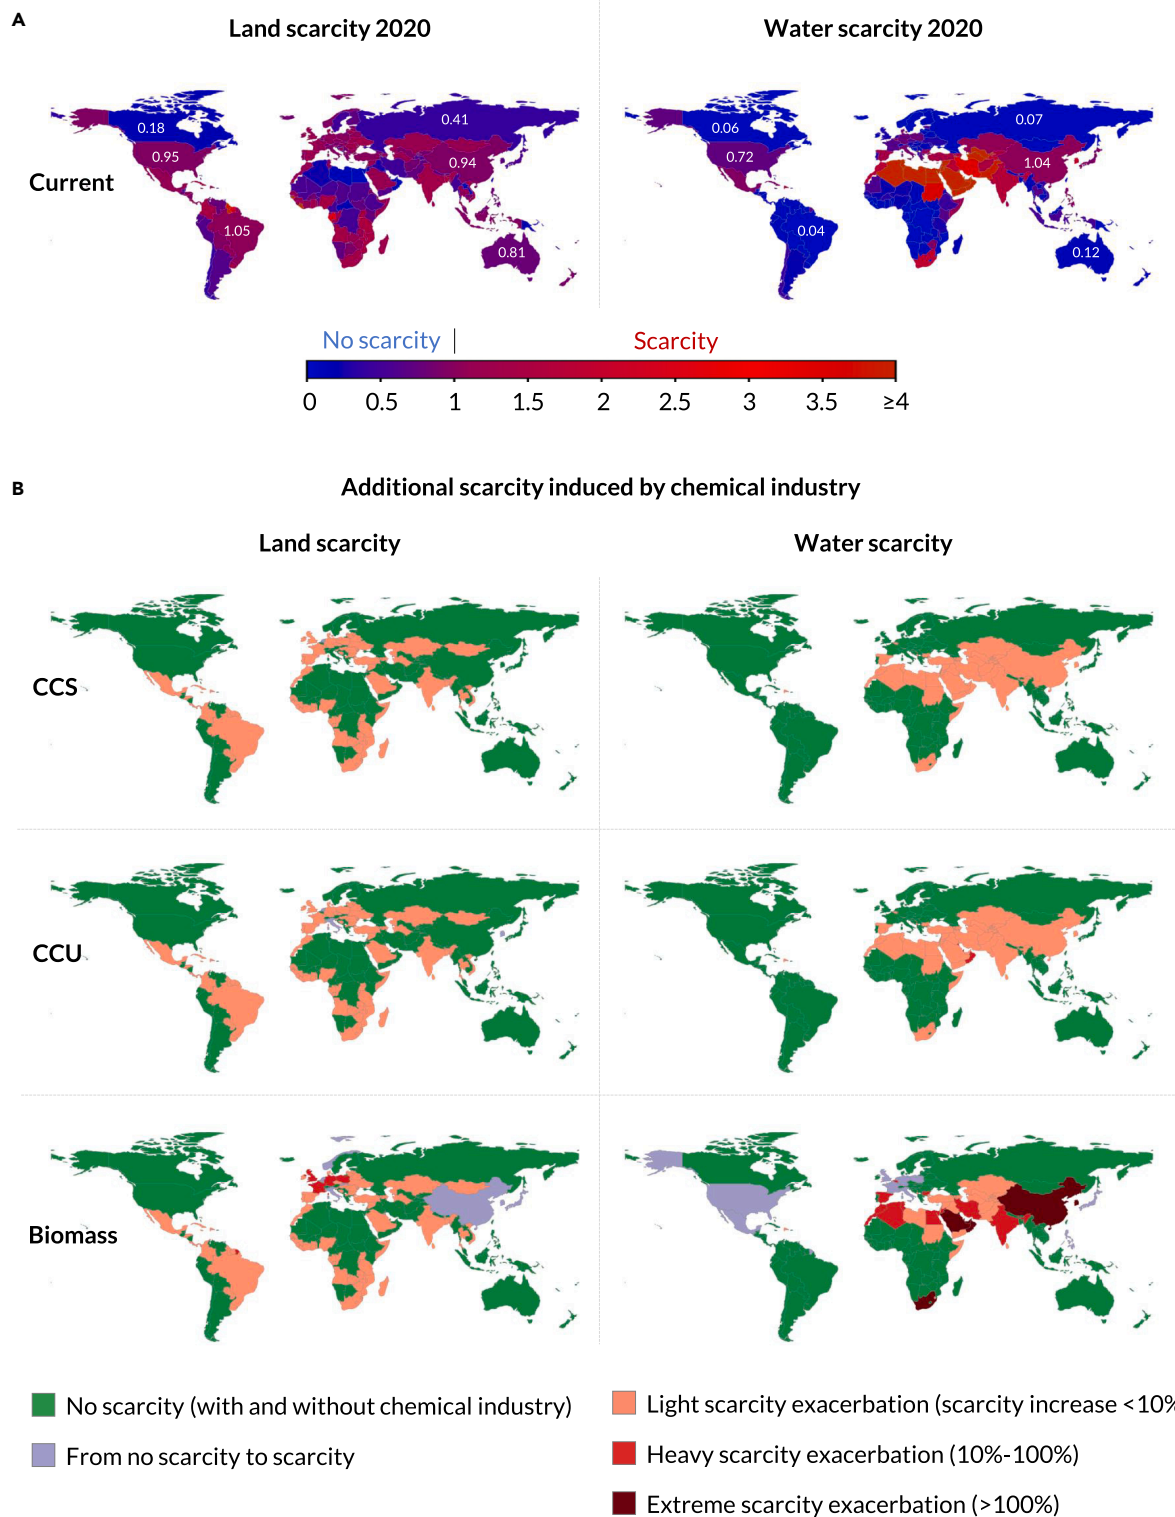 A
Land scarcity 2020
Water scarcity 2020
Current
0.18
0.95
1.05
0.41
0.94
0.81
0.06
0.72
0.04
0.07
1.04
0.12
No scarcity | Scarcity
0 0.5 1 1.5 2 2.5 3 3.5 ≥4
B
Additional scarcity induced by chemical industry
Land scarcity
Water scarcity
CCS
CCU
Biomass
No scarcity (with and without chemical industry)
From no scarcity to scarcity
Light scarcity exacerbation (scarcity increase <10%
Heavy scarcity exacerbation (10%-100%)
Extreme scarcity exacerbation (>100%)